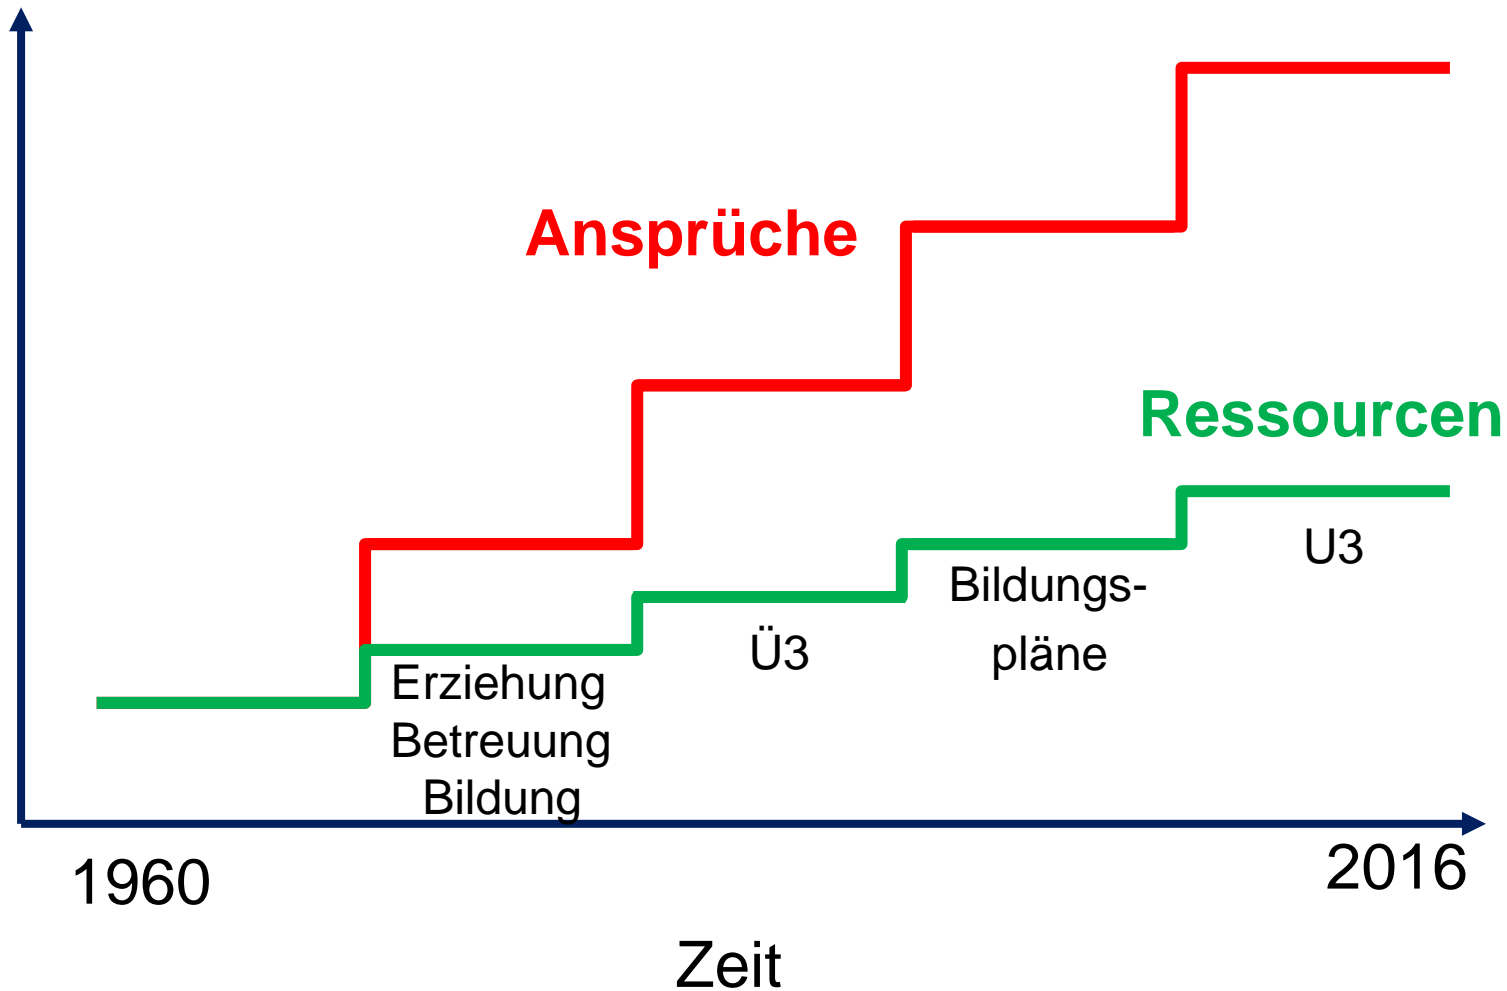 Ansprüche
Ressourcen
U3
Bildungs-
pläne
Ü3
Erziehung
Betreuung
Bildung
1960
2016
Zeit